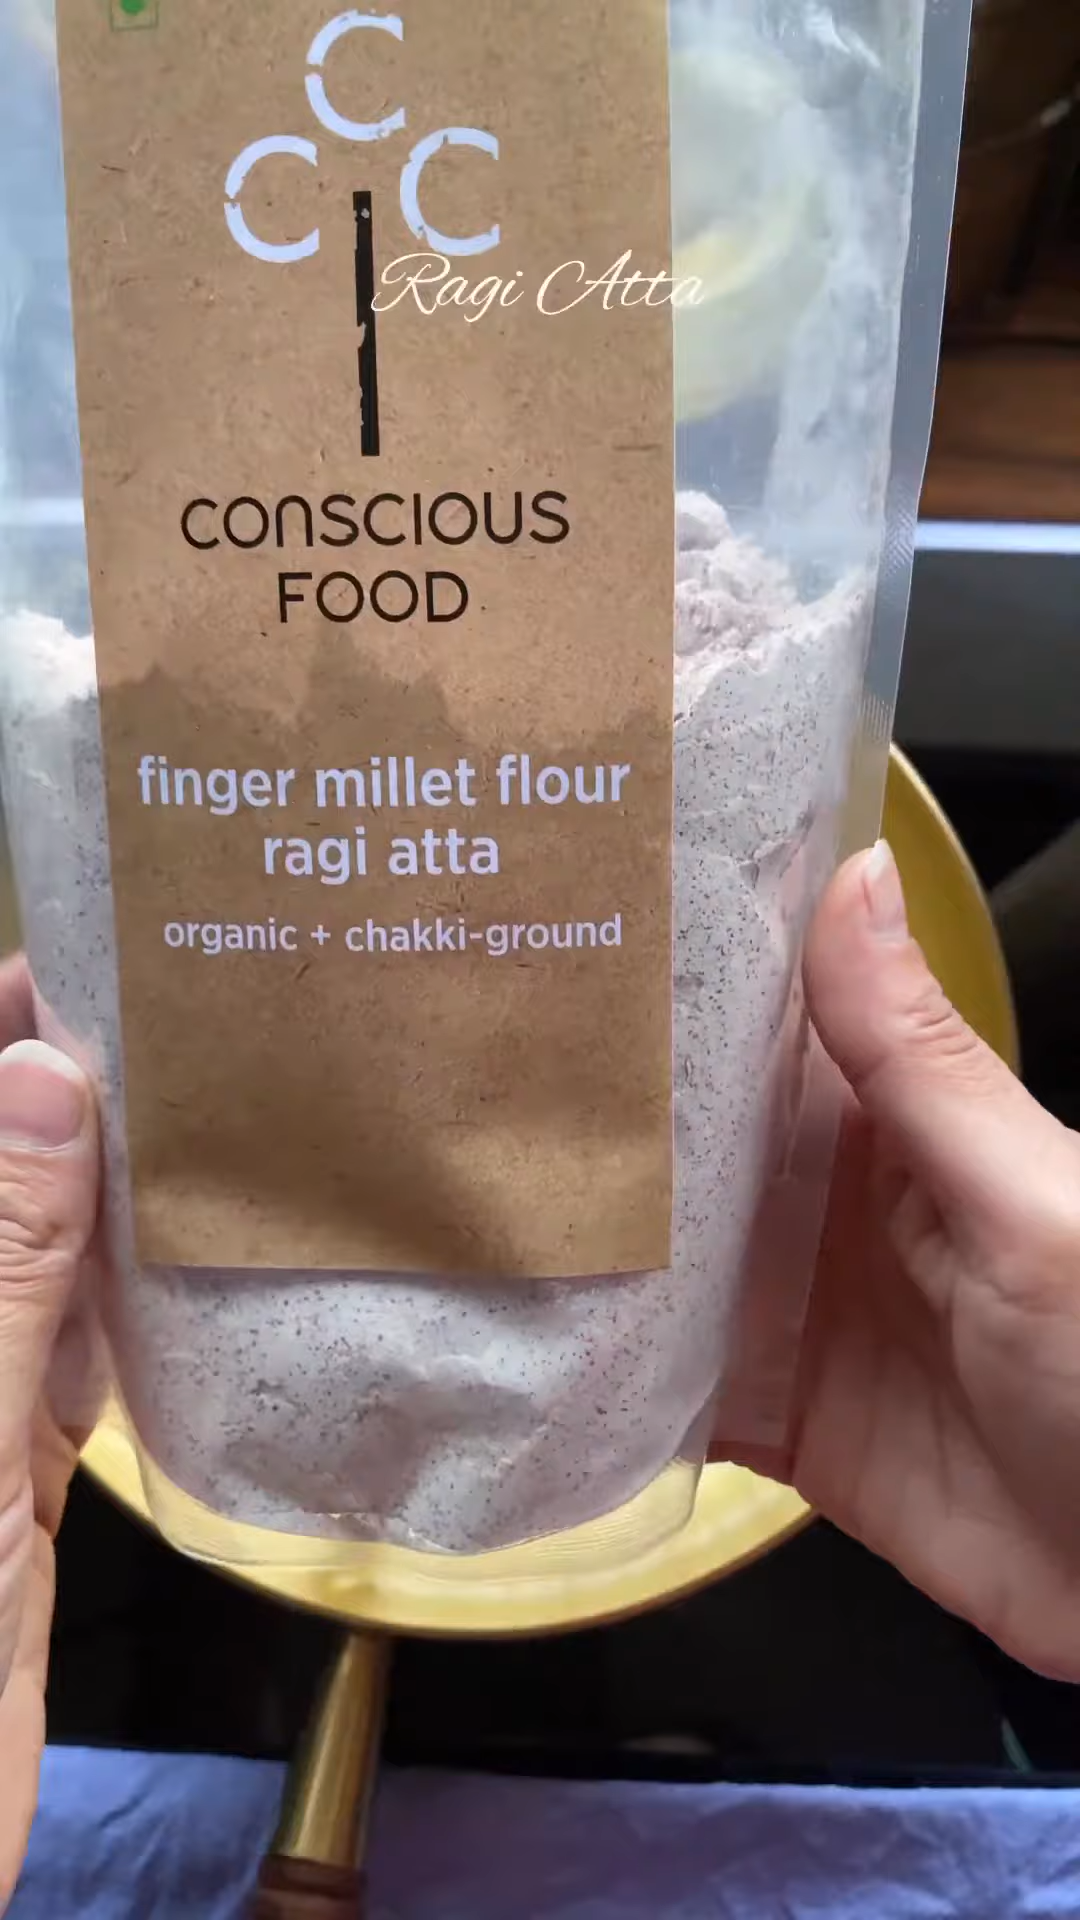 C
C C
Ragi Atta
CONSCIOUS
FOOD
finger millet flour
ragi atta
organic + chakki-ground